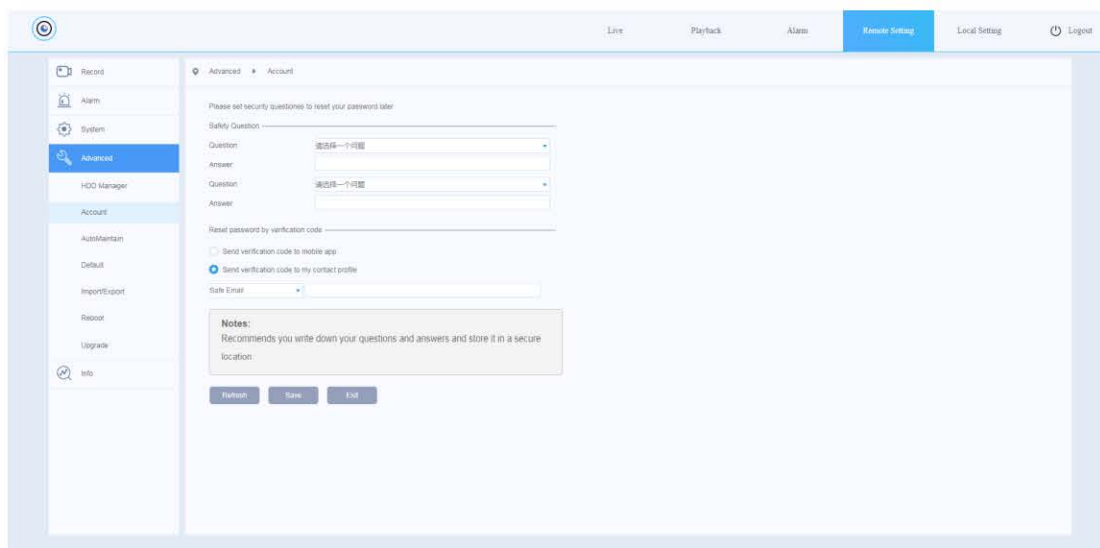 Live Playback Alarm Remote Setting Local Setting Logout
Record
Alarm
System
Advanced
HDD Manager
Account
AutoMaintain
Default
Import/Export
Reboot
Upgrade
Info
Advanced Account
Please set security questiones to reset your password later
Safety Question
Question 请选择一个问题
Answer
Question 请选择一个问题
Answer
Reset password by verification code
Send verification code to mobile app
Send verification code to my contact profile
Safe Email
Notes:
Recommends you write down your questions and answers and store it in a secure
location
Refresh Save Exit